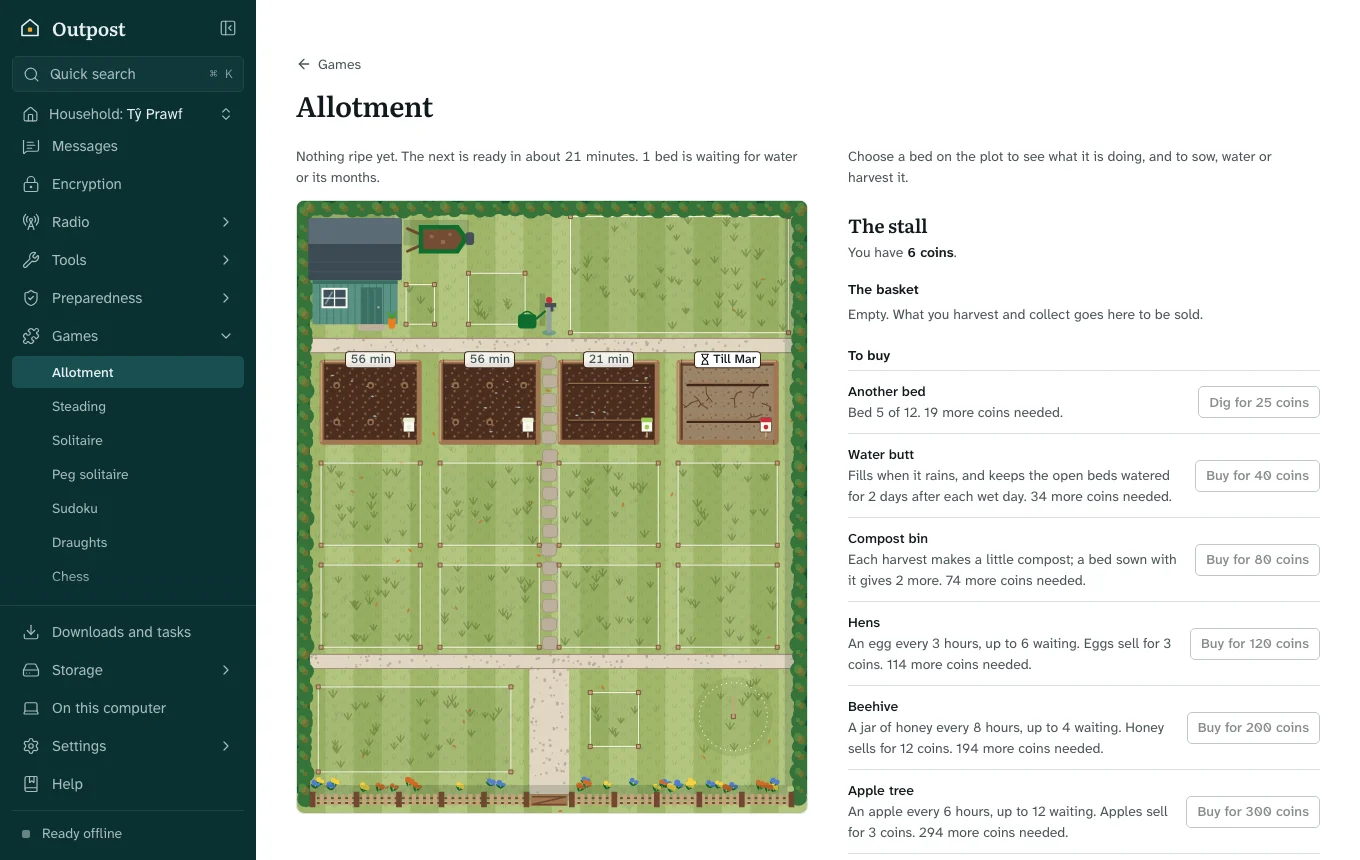 Outpost
Quick search ⌘ K
Household: Tŷ Prawf
Messages
Encryption
Radio
Tools
Preparedness
Games
Allotment
Steading
Solitaire
Peg solitaire
Sudoku
Draughts
Chess
Downloads and tasks
Storage
On this computer
Settings
Help
Ready offline
Games
Allotment
Nothing ripe yet. The next is ready in about 21 minutes. 1 bed is waiting for water
or its months.
56 min
56 min
21 min
Till Mar
Choose a bed on the plot to see what it is doing, and to sow, water or
harvest it.
The stall
You have 6 coins.
The basket
Empty. What you harvest and collect goes here to be sold.
To buy
Another bed
Bed 5 of 12. 19 more coins needed.
Dig for 25 coins
Water butt
Fills when it rains, and keeps the open beds watered
for 2 days after each wet day. 34 more coins needed.
Buy for 40 coins
Compost bin
Each harvest makes a little compost; a bed sown with
it gives 2 more. 74 more coins needed.
Buy for 80 coins
Hens
An egg every 3 hours, up to 6 waiting. Eggs sell for 3
coins. 114 more coins needed.
Buy for 120 coins
Beehive
A jar of honey every 8 hours, up to 4 waiting. Honey
sells for 12 coins. 194 more coins needed.
Buy for 200 coins
Apple tree
An apple every 6 hours, up to 12 waiting. Apples sell
for 3 coins. 294 more coins needed.
Buy for 300 coins